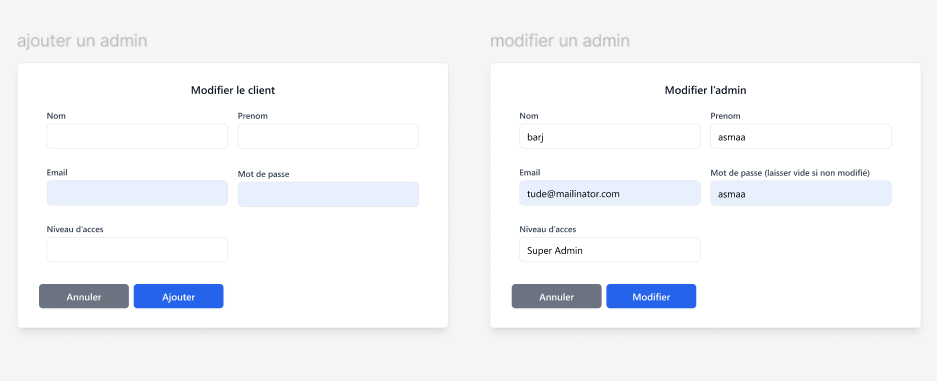 ajouter un admin
Modifier le client
Nom
Prenom
Email
Mot de passe
Niveau d'acces
Annuler
Ajouter
modifier un admin
Modifier l'admin
Nom
Prenom
barj
asmaa
Email
Mot de passe (laisser vide si non modifié)
tude@mailinator.com
asmaa
Niveau d'acces
Super Admin
Annuler
Modifier